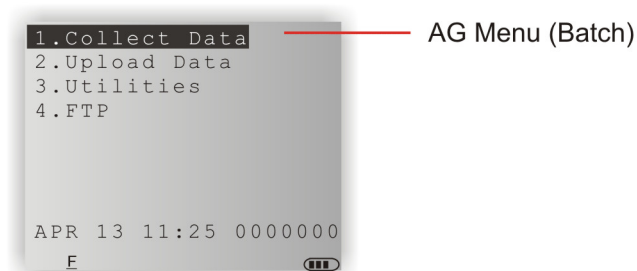 1.Collect Data
AG Menu (Batch)
2.Upload Data
3.Utilities
4.FTP
APR 13 11:25 0000000
F